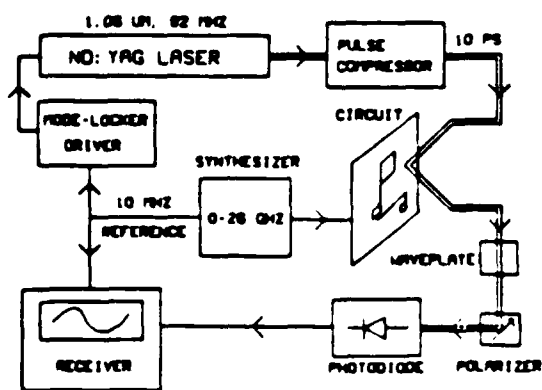 1.06 UM, 82 MHZ
ND: YAG LASER
PULSE
COMPRESSOR
10 PS
MODE-LOCKER
DRIVER
CIRCUIT
SYNTHESIZER
10 MHZ
REFERENCE
0-26 GHZ
WAVEPLATE
RECEIVER
PHOTODIODE
POLARIZER